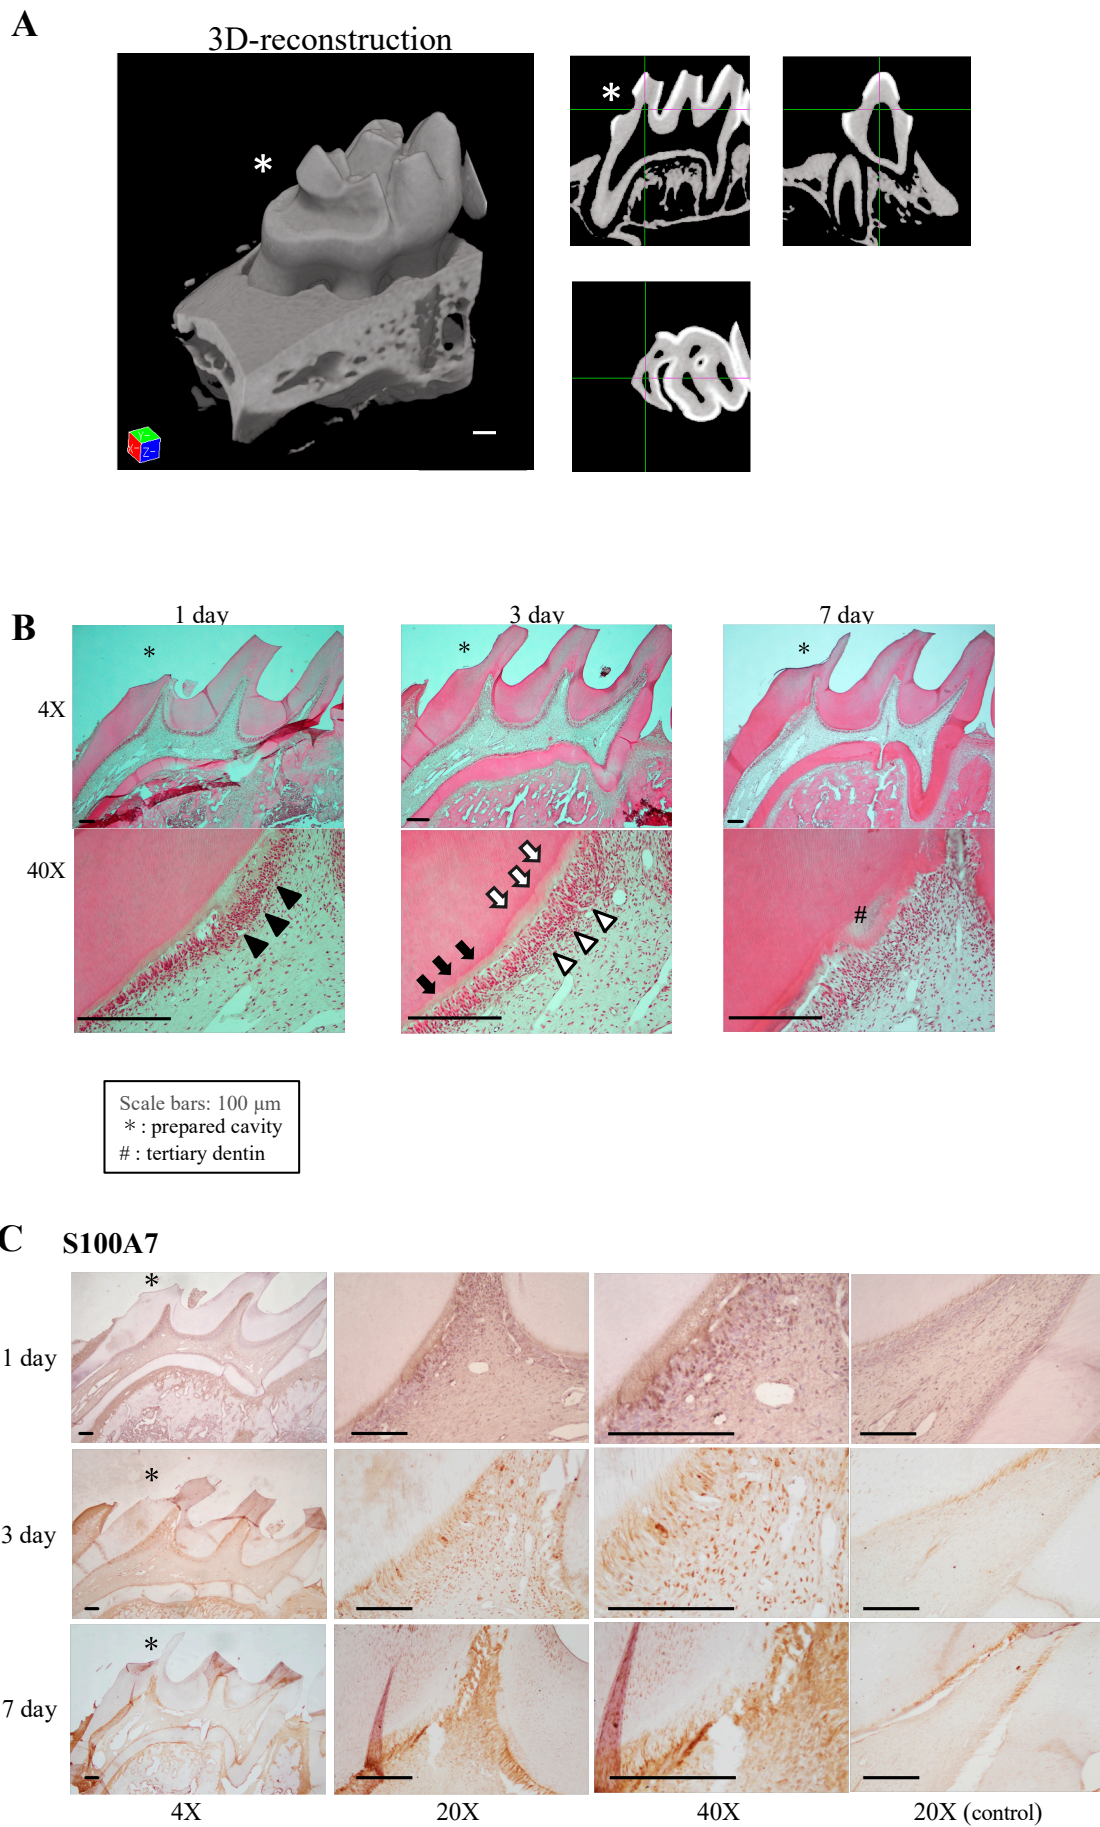 A
3D-reconstruction
*
*
Y-
X-
Z-
B
1 day
3 day
7 day
*
*
*
4X
40X
#
Scale bars: 100 µm
* : prepared cavity
# : tertiary dentin
C S100A7
*
1 day
*
3 day
*
7 day
4X
20X
40X
20X (control)